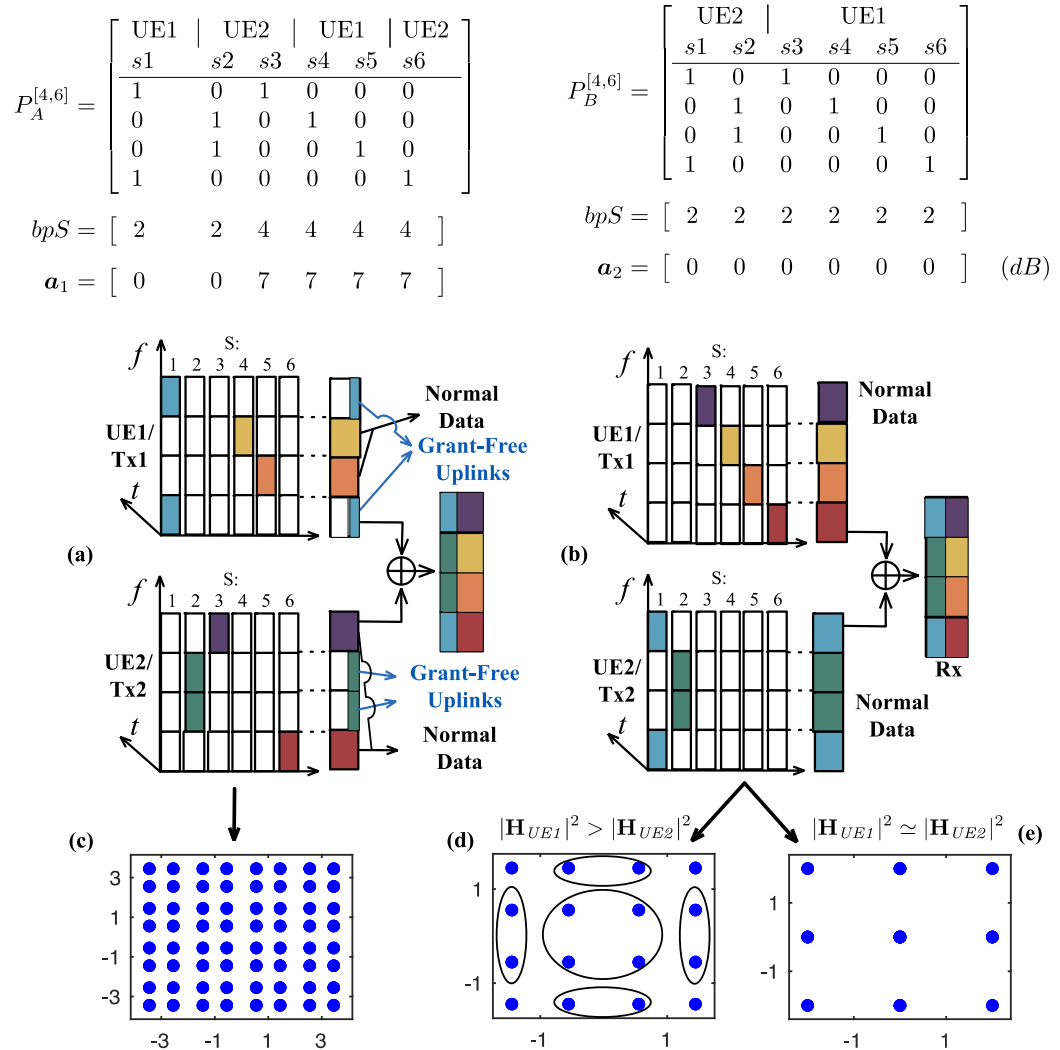 UE1 | UE2 | UE1 | UE2
s1 s2 s3 s4 s5 s6
P_A^[4,6] =
1 0 1 0 0 0
0 1 0 1 0 0
0 1 0 0 1 0
1 0 0 0 0 1
bpS = [ 2 2 4 4 4 4 ]
a_1 = [ 0 0 7 7 7 7 ]
UE2 | UE1
s1 s2 s3 s4 s5 s6
P_B^[4,6] =
1 0 1 0 0 0
0 1 0 1 0 0
0 1 0 0 1 0
1 0 0 0 0 1
bpS = [ 2 2 2 2 2 2 ]
a_2 = [ 0 0 0 0 0 0 ] (dB)
S:
f 1 2 3 4 5 6
UE1/
Tx1
t
Normal
Data
Grant-Free
Uplinks
(a)
S:
f 1 2 3 4 5 6
UE2/
Tx2
t
Grant-Free
Uplinks
Normal
Data
S:
f 1 2 3 4 5 6
UE1/
Tx1
t
Normal
Data
(b)
S:
f 1 2 3 4 5 6
UE2/
Tx2
t
Rx
Normal
Data
(c)
3
1
-1
-3
-3 -1 1 3
(d) |H_UE1|^2 > |H_UE2|^2
1
-1
-1 1
|H_UE1|^2 ≃ |H_UE2|^2 (e)
1
-1
-1 1